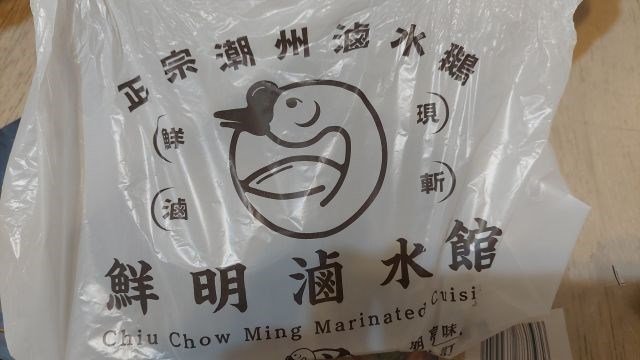 正宗潮州滷水鵝
鮮滷
現斬
鮮明滷水館
Chiu Chow Ming Marinated Cuisi